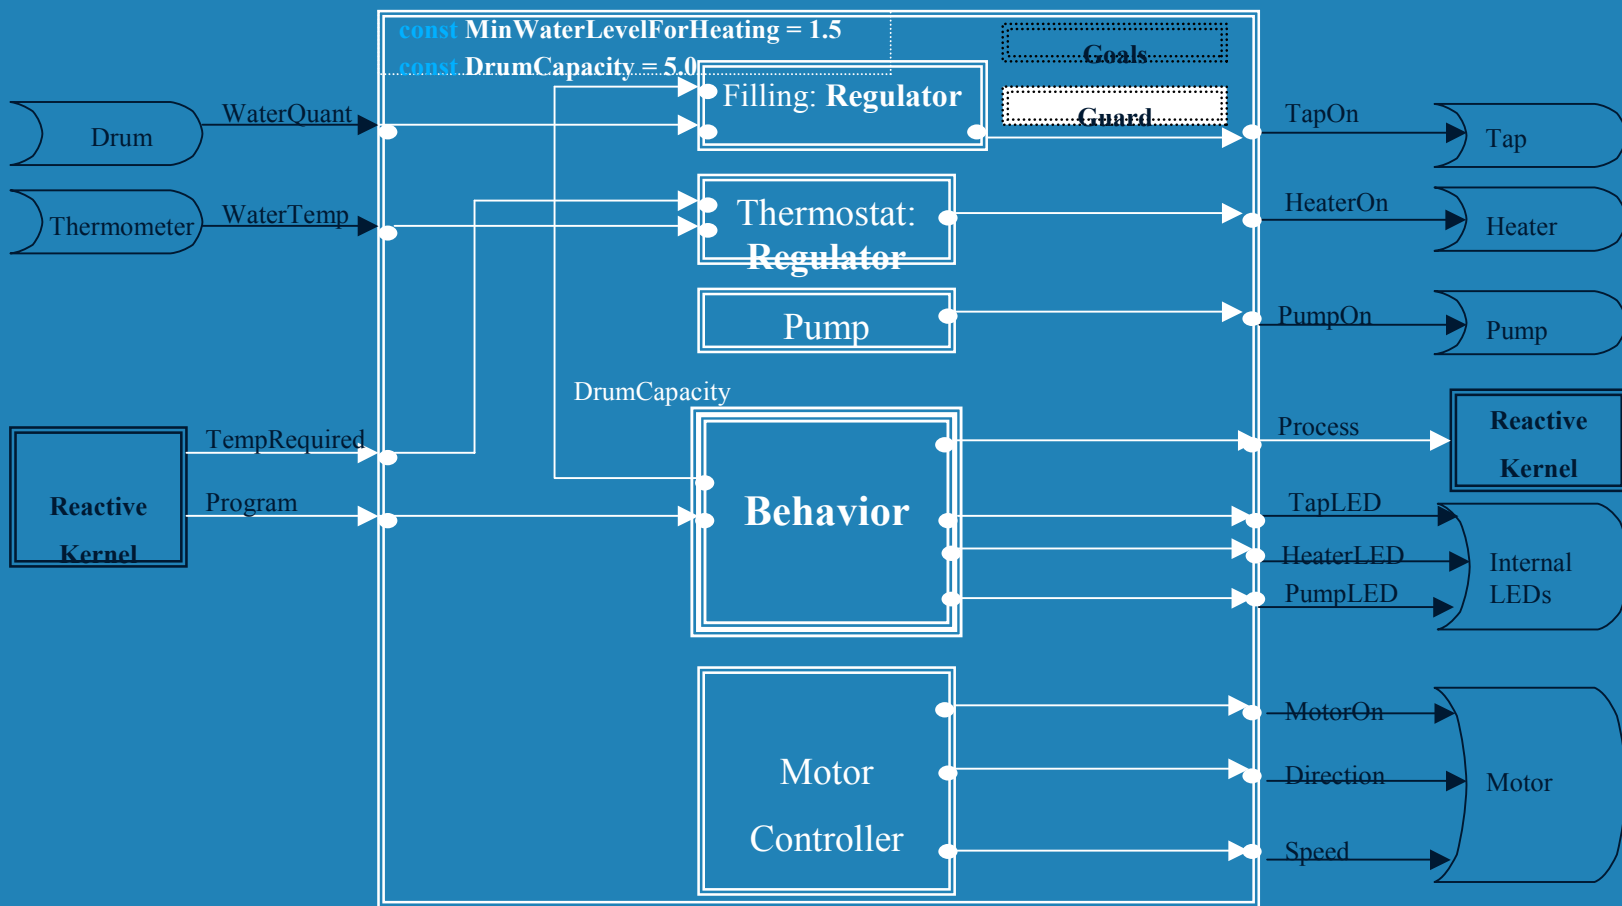 const MinWaterLevelForHeating = 1.5
const DrumCapacity = 5.0
Goals
Guard
Filling: Regulator
Drum
WaterQuant
TapOn
Tap
Thermometer
WaterTemp
Thermostat:
Regulator
HeaterOn
Heater
Pump
PumpOn
Pump
DrumCapacity
Reactive
Kernel
TempRequired
Program
Behavior
Process
Reactive
Kernel
TapLED
HeaterLED
PumpLED
Internal
LEDs
Motor
Controller
MotorOn
Direction
Speed
Motor